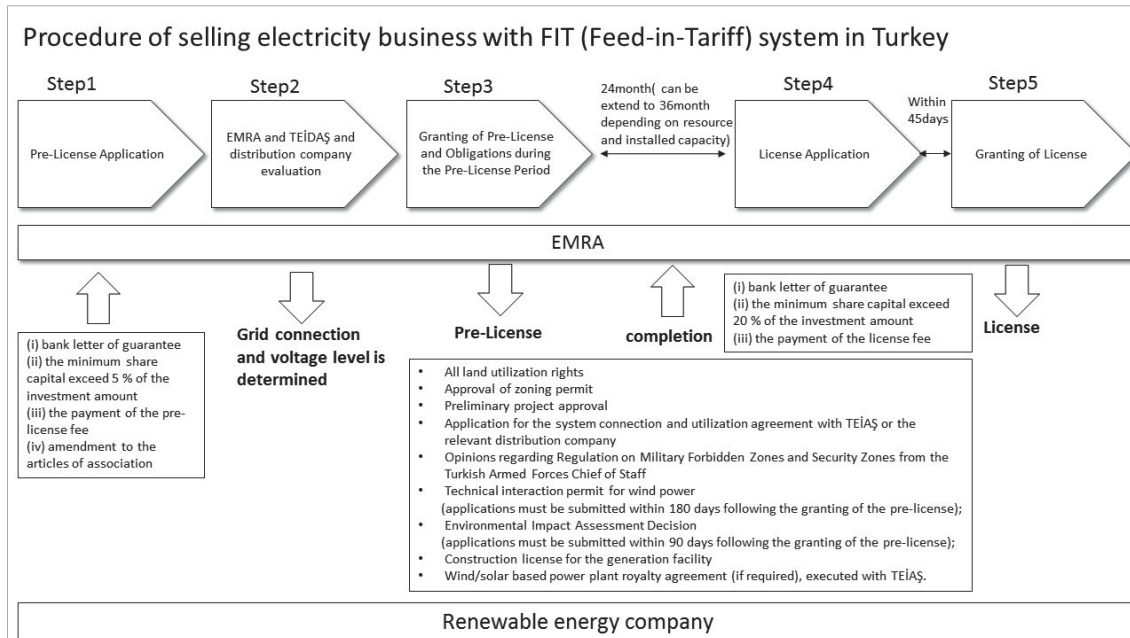 Procedure of selling electricity business with FIT (Feed-in-Tariff) system in Turkey
Step1
Pre-License Application
Step2
EMRA and TEİDAŞ and
distribution company
evaluation
Step3
Granting of Pre-License
and Obligations during
the Pre-License Period
24month( can be
extend to 36month
depending on resource
and installed capacity)
Step4
License Application
Within
45days
Step5
Granting of License
EMRA
(i) bank letter of guarantee
(ii) the minimum share
capital exceed 5 % of the
investment amount
(iii) the payment of the pre-
license fee
(iv) amendment to the
articles of association
Grid connection
and voltage level is
determined
Pre-License
completion
(i) bank letter of guarantee
(ii) the minimum share capital exceed
20 % of the investment amount
(iii) the payment of the license fee
License
• All land utilization rights
• Approval of zoning permit
• Preliminary project approval
• Application for the system connection and utilization agreement with TEİAŞ or the
relevant distribution company
• Opinions regarding Regulation on Military Forbidden Zones and Security Zones from the
Turkish Armed Forces Chief of Staff
• Technical interaction permit for wind power
(applications must be submitted within 180 days following the granting of the pre-license);
• Environmental Impact Assessment Decision
(applications must be submitted within 90 days following the granting of the pre-license);
• Construction license for the generation facility
• Wind/solar based power plant royalty agreement (if required), executed with TEİAŞ.
Renewable energy company